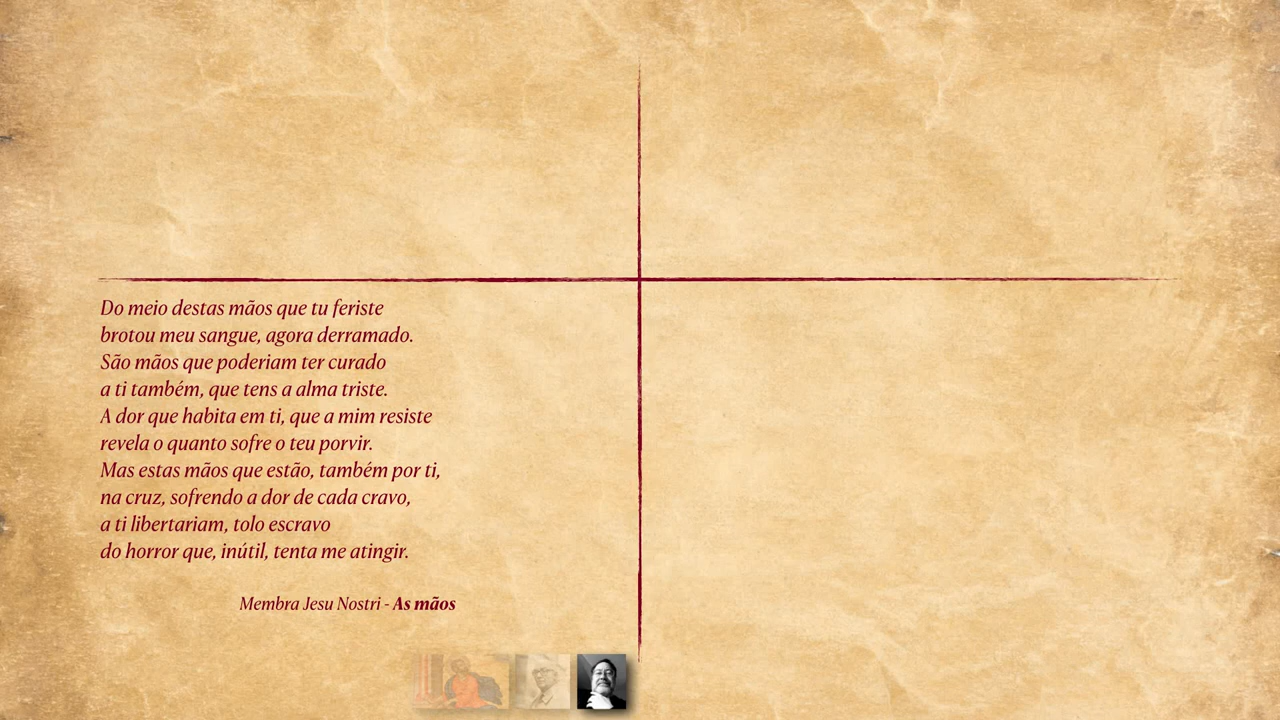 Do meio destas mãos que tu feriste
brotou meu sangue, agora derramado.
São mãos que poderiam ter curado
a ti também, que tens a alma triste.
A dor que habita em ti, que a mim resiste
revela o quanto sofre o teu porvir.
Mas estas mãos que estão, também por ti,
na cruz, sofrendo a dor de cada cravo,
a ti libertariam, tolo escravo
do horror que, inútil, tenta me atingir.
Membra Jesu Nostri - As mãos